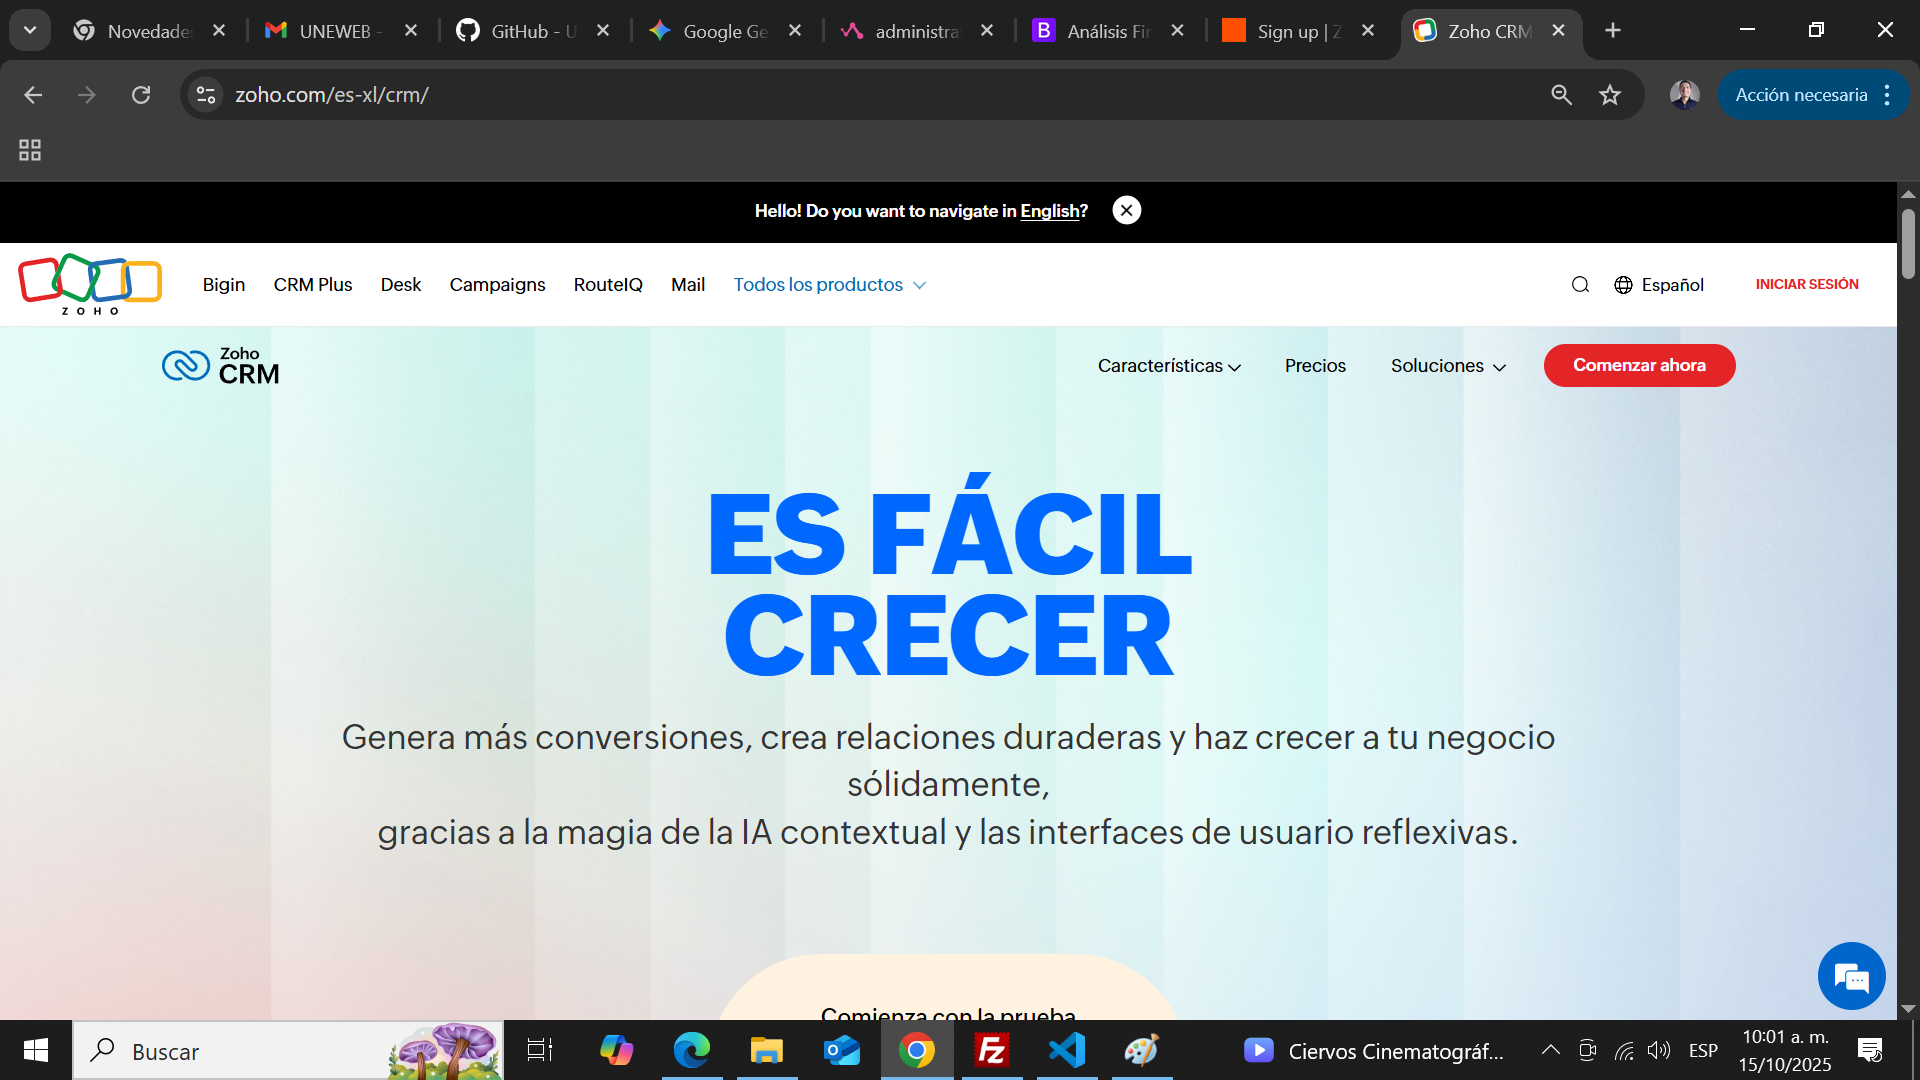 Novedades
UNEWEB -
GitHub - U
Google Ge
administra
Análisis Fir
Sign up | Z
Zoho CRM
zoho.com/es-xl/crm/
Acción necesaria
Hello! Do you want to navigate in English?
ZOHO
Bigin
CRM Plus
Desk
Campaigns
RouteIQ
Mail
Todos los productos
Español
INICIAR SESIÓN
Zoho
CRM
Características
Precios
Soluciones
Comenzar ahora
ES FÁCIL
CRECER
Genera más conversiones, crea relaciones duraderas y haz crecer a tu negocio
sólidamente,
gracias a la magia de la IA contextual y las interfaces de usuario reflexivas.
Comienza con la prueba
Buscar
Ciervos Cinematográf...
ESP
10:01 a. m.
15/10/2025